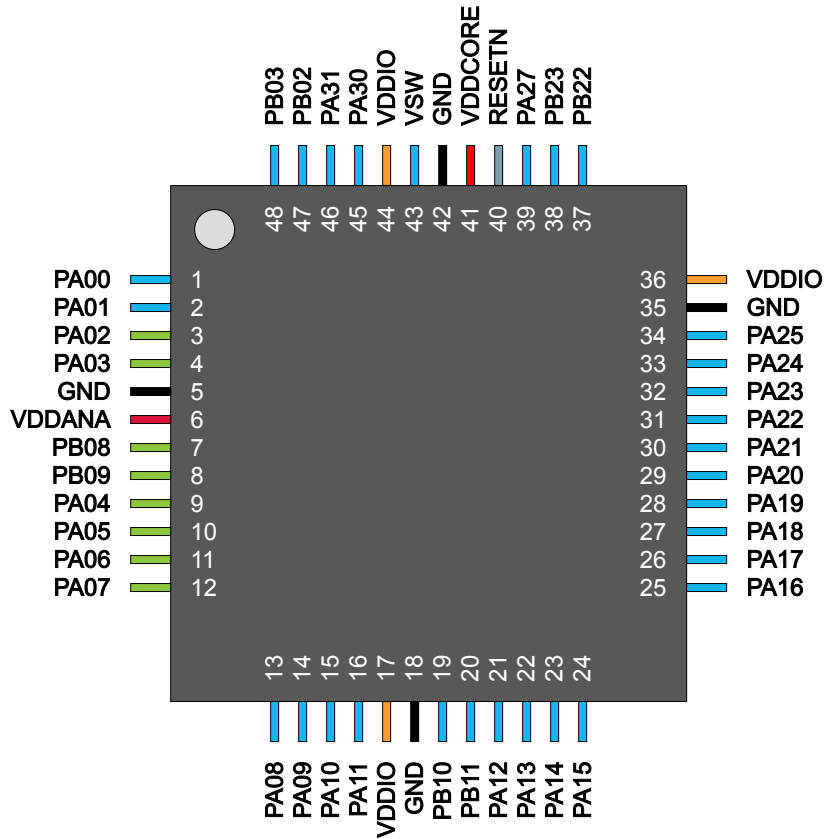 PB03
PB02
PA31
PA30
VDDIO
VSW
GND
VDDCORE
RESETN
PA27
PB23
PB22
48
47
46
45
44
43
42
41
40
39
38
37
PA00 1
PA01 2
PA02 3
PA03 4
GND 5
VDDANA 6
PB08 7
PB09 8
PA04 9
PA05 10
PA06 11
PA07 12
36 VDDIO
35 GND
34 PA25
33 PA24
32 PA23
31 PA22
30 PA21
29 PA20
28 PA19
27 PA18
26 PA17
25 PA16
13
14
15
16
17
18
19
20
21
22
23
24
PA08
PA09
PA10
PA11
VDDIO
GND
PB10
PB11
PA12
PA13
PA14
PA15